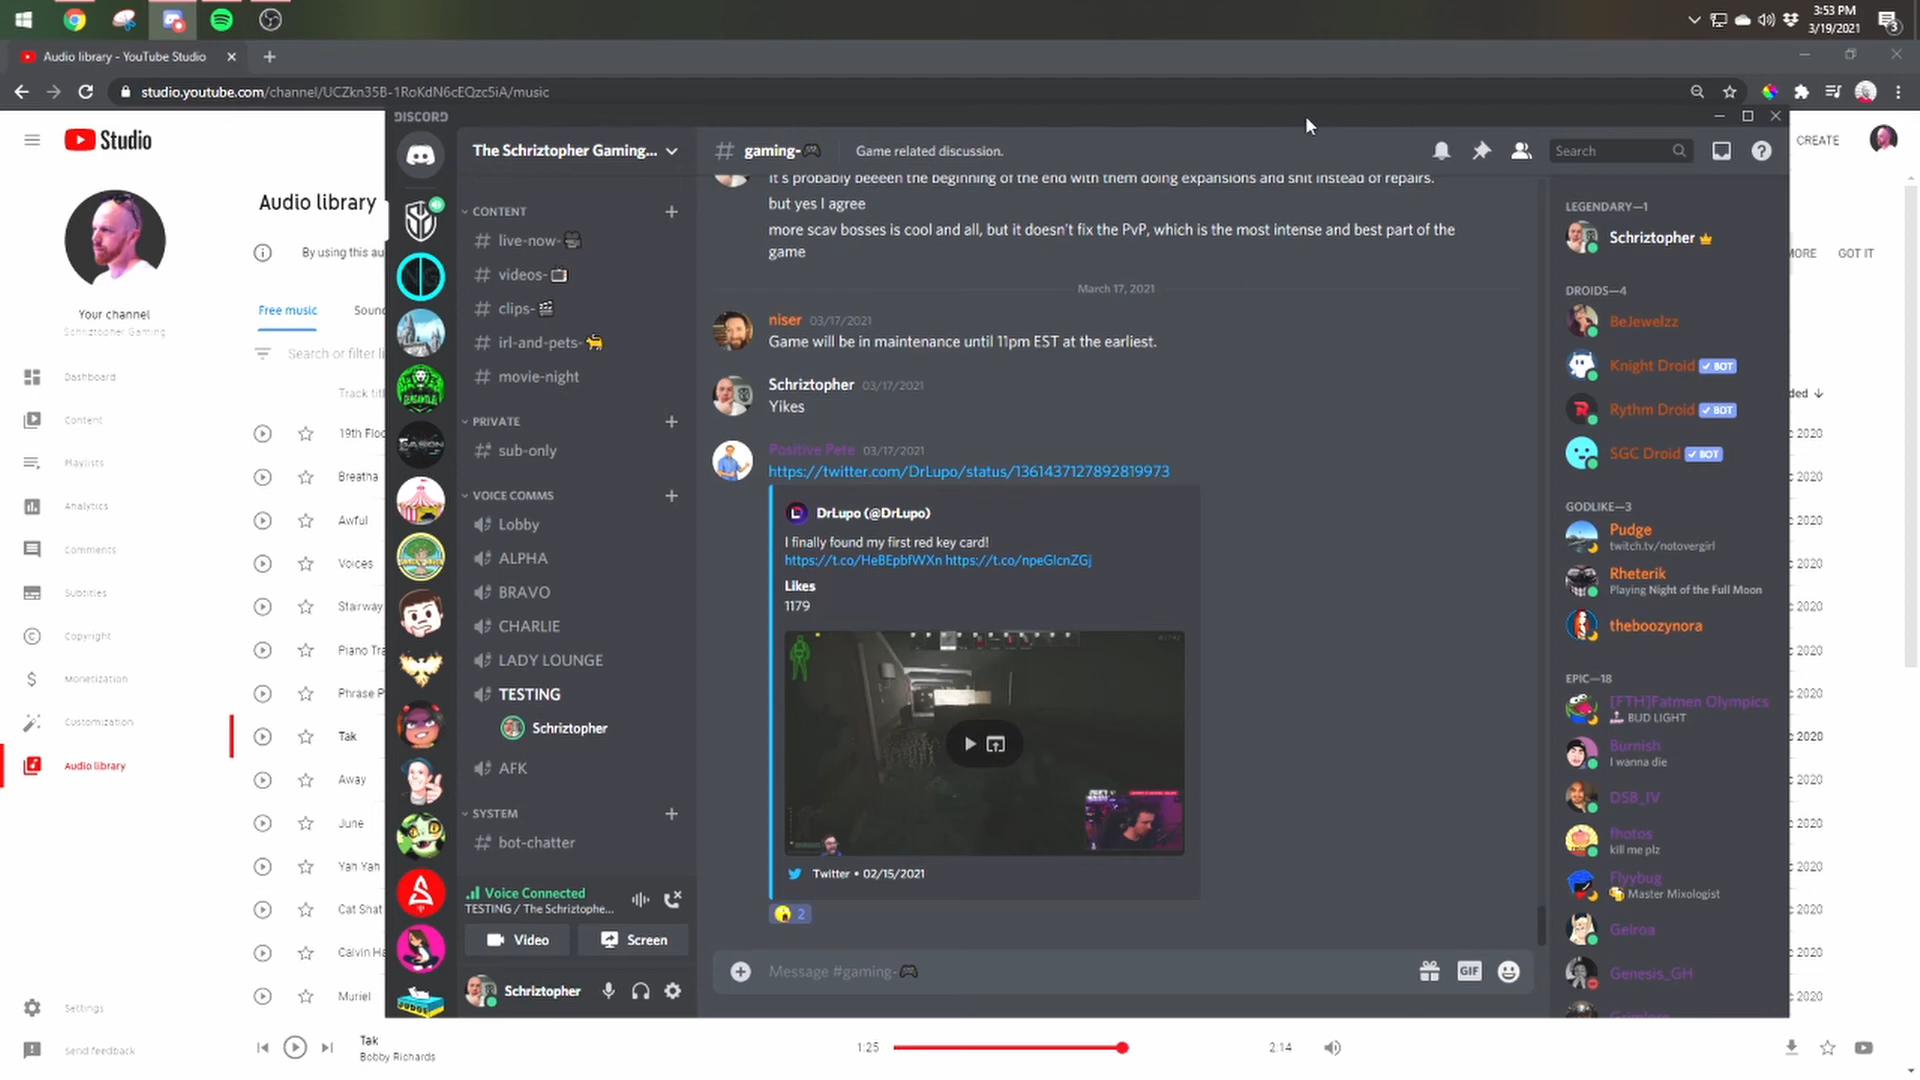 3:53 PM
3/19/2021
3
Audio library - YouTube Studio
studio.youtube.com/channel/UCZkn35B-1RoKdN6cEQzc5iA/music
Studio
CREATE
Your channel
Schriztopher Gaming
Dashboard
Content
Playlists
Analytics
Comments
Subtitles
Copyright
Monetization
Customization
Audio library
Settings
Send feedback
Audio library
By using this au
MORE
GOT IT
Free music
Soun
Search or filter li
Track titl
ded
19th Floo
Breatha
Awful
Voices
Stairway
Piano Tra
Phrase P
Tak
Away
June
Yah Yah
Cat Shat
Calvin Ha
Muriel
c 2020
c 2020
c 2020
c 2020
c 2020
c 2020
c 2020
c 2020
c 2020
c 2020
c 2020
c 2020
c 2020
c 2020
DISCORD
The Schriztopher Gaming...
CONTENT
# live-now-🎥
# videos-📺
# clips-🎬
# irl-and-pets-🐈
# movie-night
PRIVATE
# sub-only
VOICE COMMS
Lobby
ALPHA
BRAVO
CHARLIE
LADY LOUNGE
TESTING
Schriztopher
AFK
SYSTEM
# bot-chatter
Voice Connected
TESTING / The Schriztophe...
Video
Screen
Schriztopher
# gaming-🎮
Game related discussion.
Search
It's probably beeeen the beginning of the end with them doing expansions and shit instead of repairs.
but yes I agree
more scav bosses is cool and all, but it doesn't fix the PvP, which is the most intense and best part of the
game
March 17, 2021
niser 03/17/2021
Game will be in maintenance until 11pm EST at the earliest.
Schriztopher 03/17/2021
Yikes
Positive Pete 03/17/2021
https://twitter.com/DrLupo/status/1361437127892819973
DrLupo (@DrLupo)
I finally found my first red key card!
https://t.co/HeBEpbfWXn https://t.co/npeGlcnZGj
Likes
1179
Twitter • 02/15/2021
2
Message #gaming-🎮
GIF
LEGENDARY—1
Schriztopher
DROIDS—4
BeJewelzz
Knight Droid ✓ BOT
Rythm Droid ✓ BOT
SGC Droid ✓ BOT
GODLIKE—3
Pudge
twitch.tv/notovergirl
Rheterik
Playing Night of the Full Moon
theboozynora
EPIC—18
[FTH]Fatmen Olympics
BUD LIGHT
Burnish
I wanna die
DSB_IV
fhotos
kill me plz
Flyybug
Master Mixologist
Gelroa
Genesis_GH
Tak
Bobby Richards
1:25
2:14